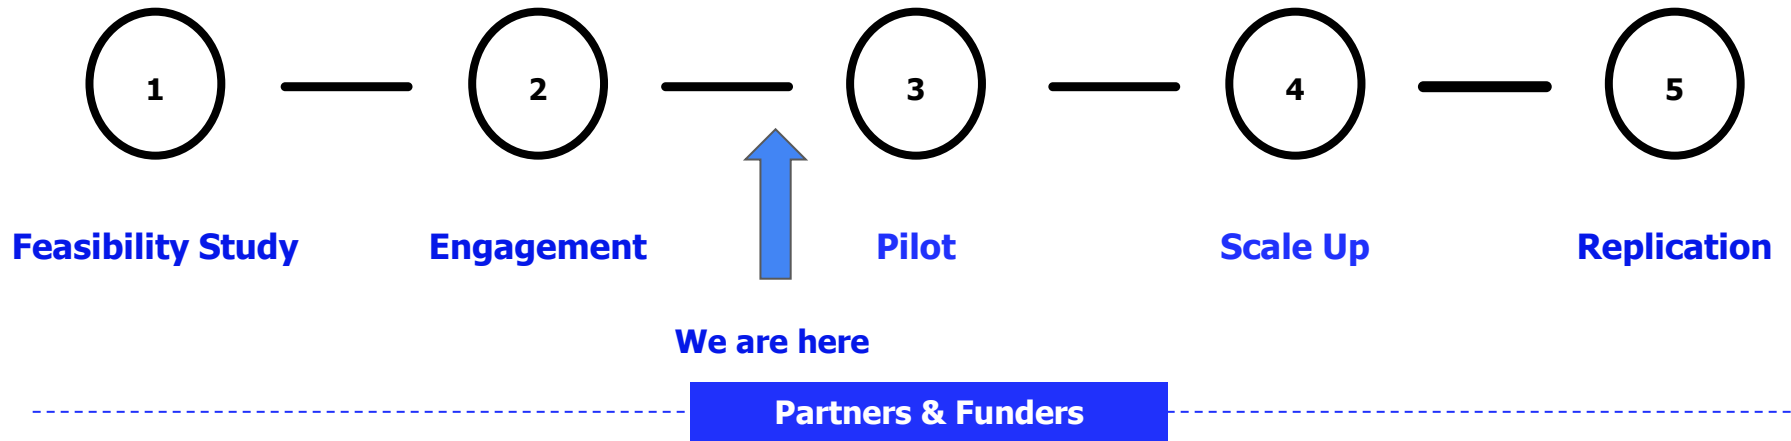 1
2
3
4
5
Feasibility Study
Engagement
Pilot
Scale Up
Replication
We are here
Partners & Funders